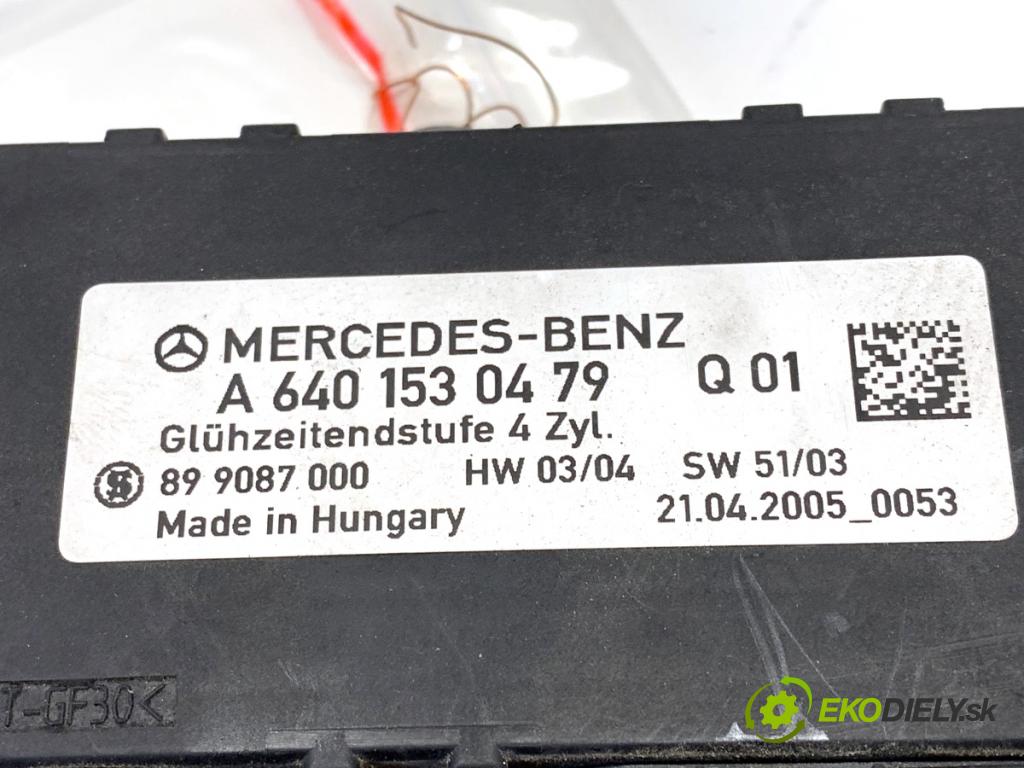 MERCEDES-BENZ
A 640 153 04 79 Q 01
Glühzeitendstufe 4 Zyl.
89 9087 000 HW 03/04 SW 51/03
Made in Hungary 21.04.2005_0053
T-GF30<
EKODIELY.sk